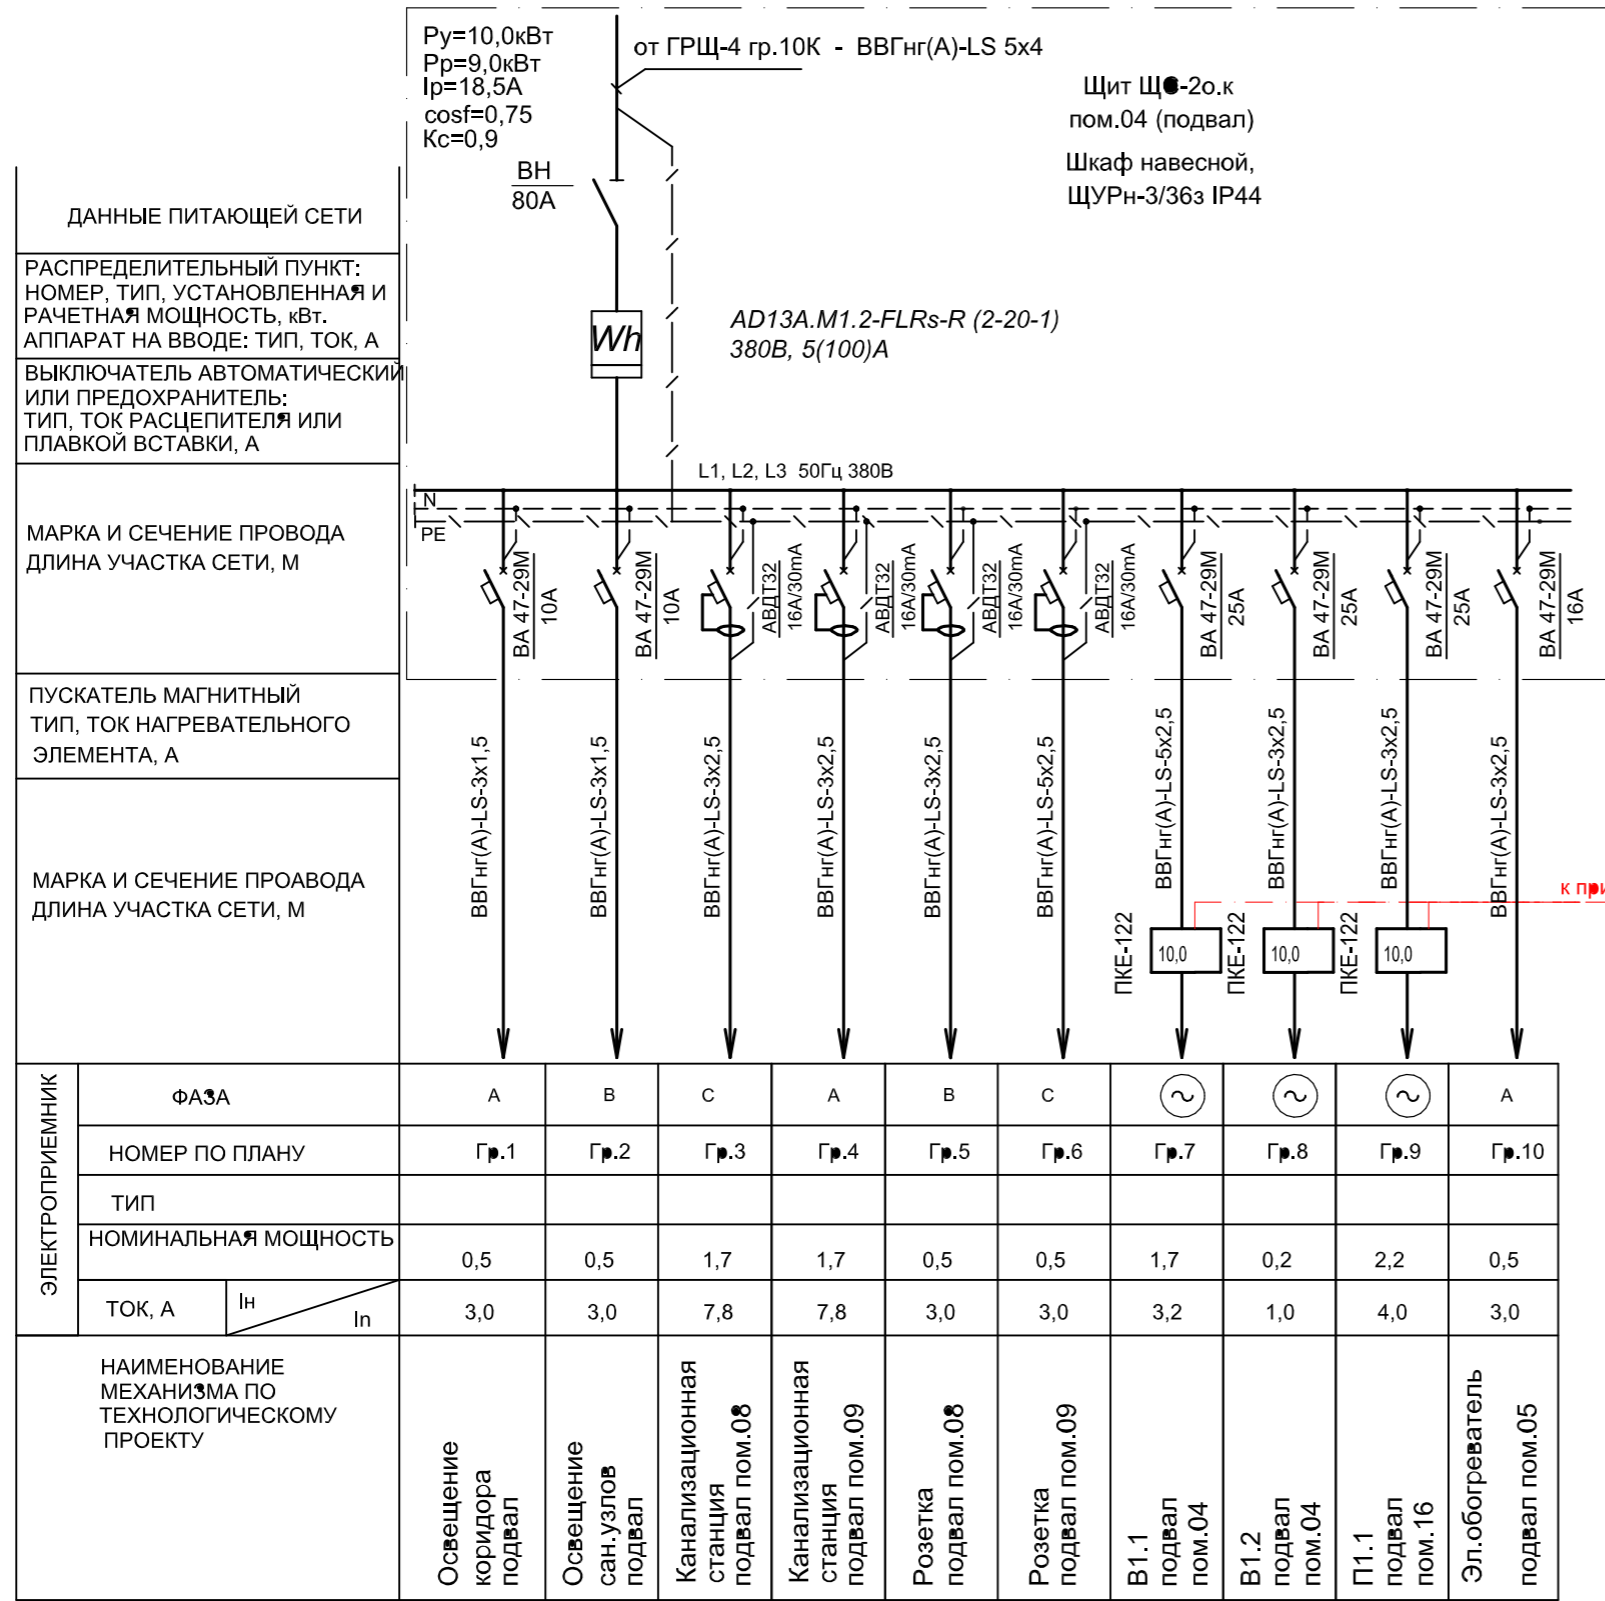 Pу=10,0кВт
Pр=9,0кВт
Iр=18,5А
cosf=0,75
Кс=0,9
от ГРЩ-4 гр.10К - ВВГнг(А)-LS 5х4
Щит ЩС-2о.к
пом.04 (подвал)
Шкаф навесной,
ЩУРн-3/36з IP44
ВН
80А
Wh
AD13A.M1.2-FLRs-R (2-20-1)
380В, 5(100)А
ДАННЫЕ ПИТАЮЩЕЙ СЕТИ
РАСПРЕДЕЛИТЕЛЬНЫЙ ПУНКТ:
НОМЕР, ТИП, УСТАНОВЛЕННАЯ И
РАЧЕТНАЯ МОЩНОСТЬ, кВт.
АППАРАТ НА ВВОДЕ: ТИП, ТОК, А
ВЫКЛЮЧАТЕЛЬ АВТОМАТИЧЕСКИЙ
ИЛИ ПРЕДОХРАНИТЕЛЬ:
ТИП, ТОК РАСЦЕПИТЕЛЯ ИЛИ
ПЛАВКОЙ ВСТАВКИ, А
L1, L2, L3 50Гц 380В
N
PE
МАРКА И СЕЧЕНИЕ ПРОВОДА
ДЛИНА УЧАСТКА СЕТИ, М
ВА 47-29М
10А
ВА 47-29М
10А
АВДТ32
16А/30mA
АВДТ32
16А/30mA
АВДТ32
16А/30mA
АВДТ32
16А/30mA
ВА 47-29М
25А
ВА 47-29М
25А
ВА 47-29М
25А
ВА 47-29М
16А
ПУСКАТЕЛЬ МАГНИТНЫЙ
ТИП, ТОК НАГРЕВАТЕЛЬНОГО
ЭЛЕМЕНТА, А
МАРКА И СЕЧЕНИЕ ПРОАВОДА
ДЛИНА УЧАСТКА СЕТИ, М
ВВГнг(А)-LS-3х1,5
ВВГнг(А)-LS-3х1,5
ВВГнг(А)-LS-3х2,5
ВВГнг(А)-LS-3х2,5
ВВГнг(А)-LS-3х2,5
ВВГнг(А)-LS-5х2,5
ВВГнг(А)-LS-5х2,5
ВВГнг(А)-LS-3х2,5
ВВГнг(А)-LS-3х2,5
ВВГнг(А)-LS-3х2,5
к при
ПКЕ-122
10,0
ПКЕ-122
10,0
ПКЕ-122
10,0
ЭЛЕКТРОПРИЕМНИК
ФАЗА A B C A B C ~ ~ ~ A
НОМЕР ПО ПЛАНУ Гр.1 Гр.2 Гр.3 Гр.4 Гр.5 Гр.6 Гр.7 Гр.8 Гр.9 Гр.10
ТИП
НОМИНАЛЬНАЯ МОЩНОСТЬ 0,5 0,5 1,7 1,7 0,5 0,5 1,7 0,2 2,2 0,5
ТОК, А Iн Iп 3,0 3,0 7,8 7,8 3,0 3,0 3,2 1,0 4,0 3,0
НАИМЕНОВАНИЕ
МЕХАНИЗМА ПО
ТЕХНОЛОГИЧЕСКОМУ
ПРОЕКТУ
Освещение
коридора
подвал
Освещение
сан.узлов
подвал
Канализационная
станция
подвал пом.08
Канализационная
станция
подвал пом.09
Розетка
подвал пом.08
Розетка
подвал пом.09
В1.1
подвал
пом.04
В1.2
подвал
пом.04
П1.1
подвал
пом.16
Эл.обогреватель
подвал пом.05